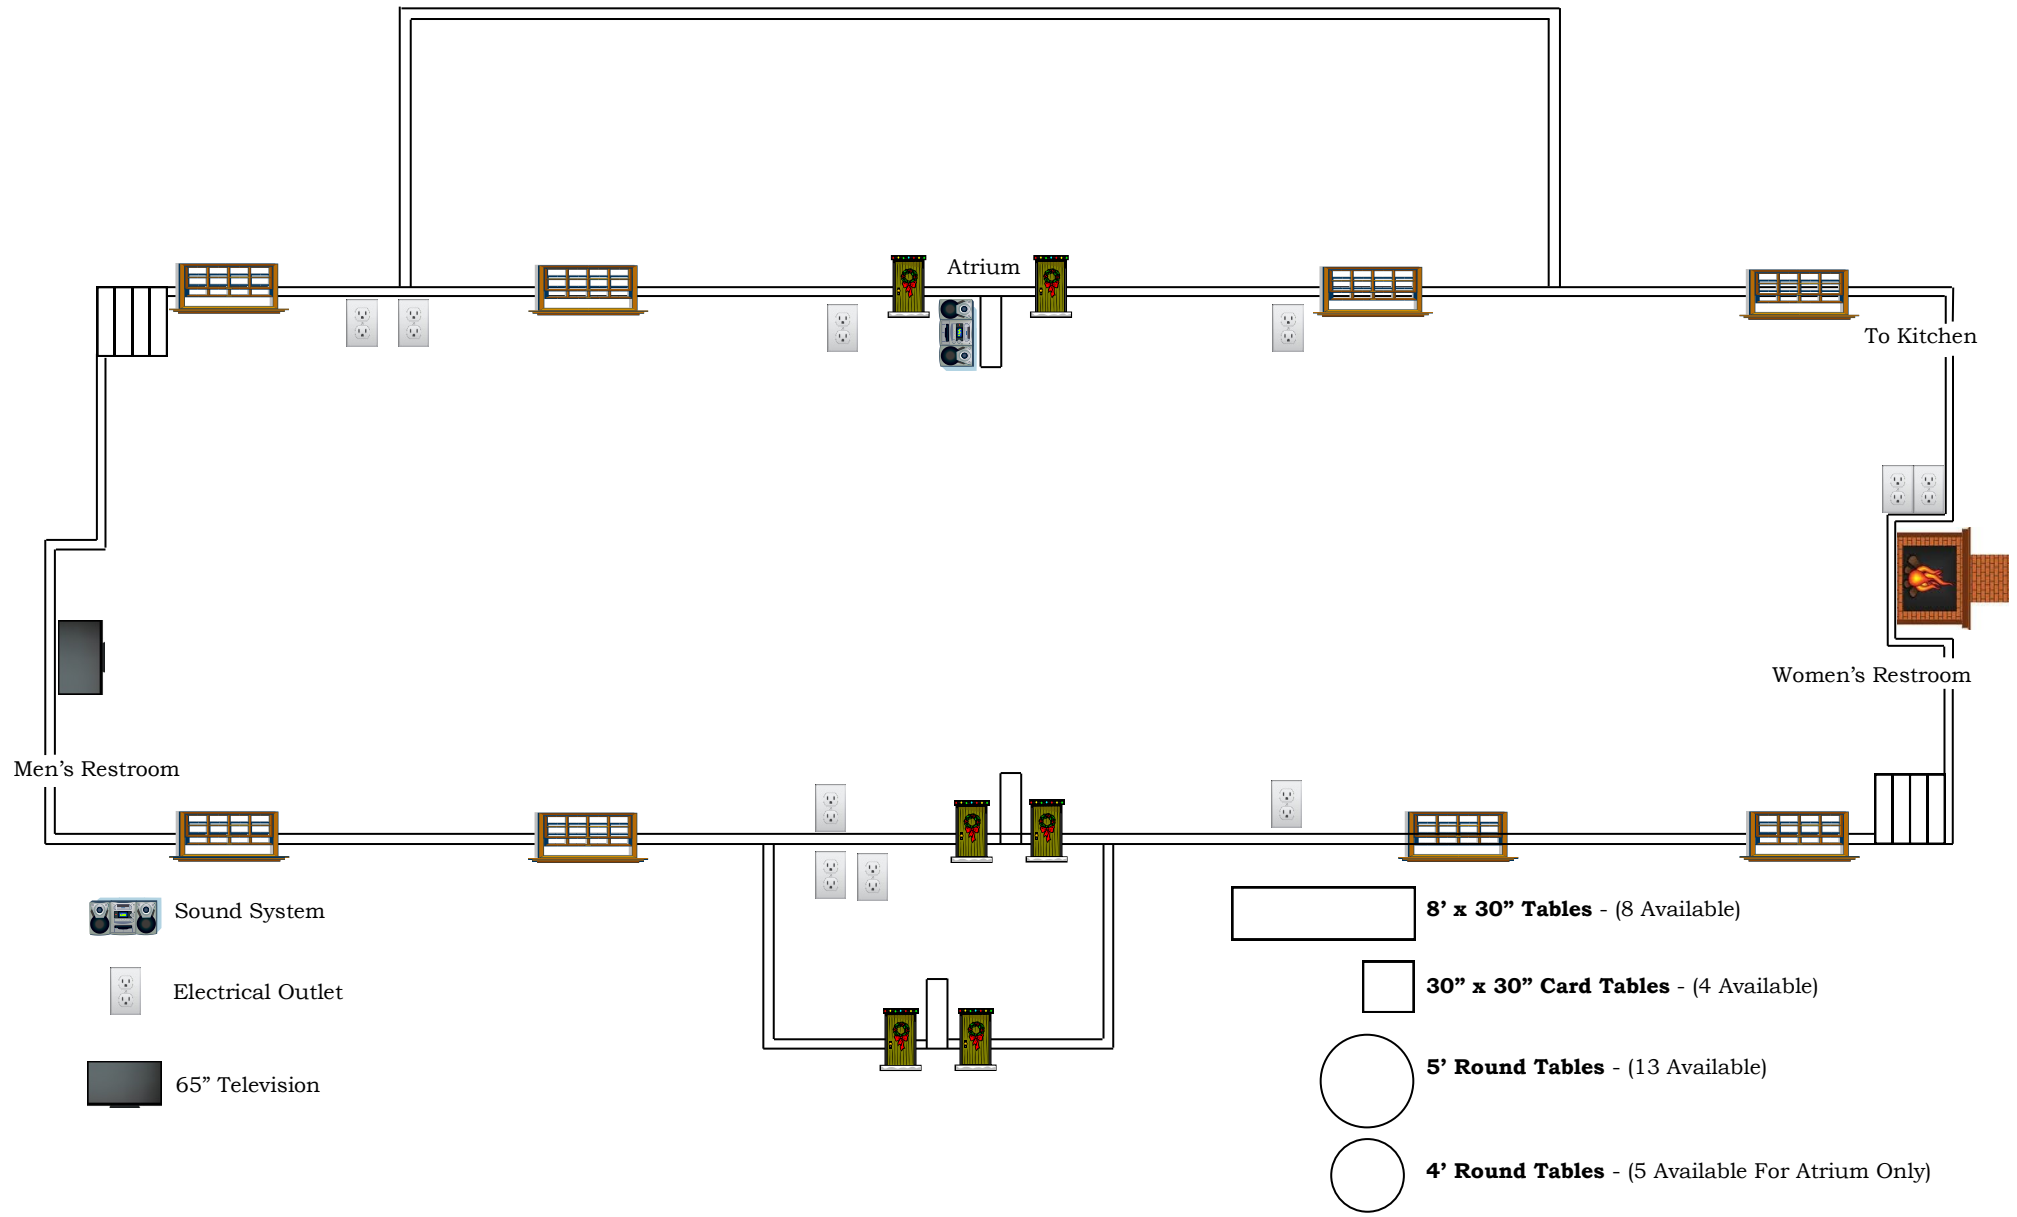 Atrium
To Kitchen
Women’s Restroom
Men’s Restroom
Sound System
Electrical Outlet
65” Television
8’ x 30” Tables - (8 Available)
30” x 30” Card Tables - (4 Available)
5’ Round Tables - (13 Available)
4’ Round Tables - (5 Available For Atrium Only)